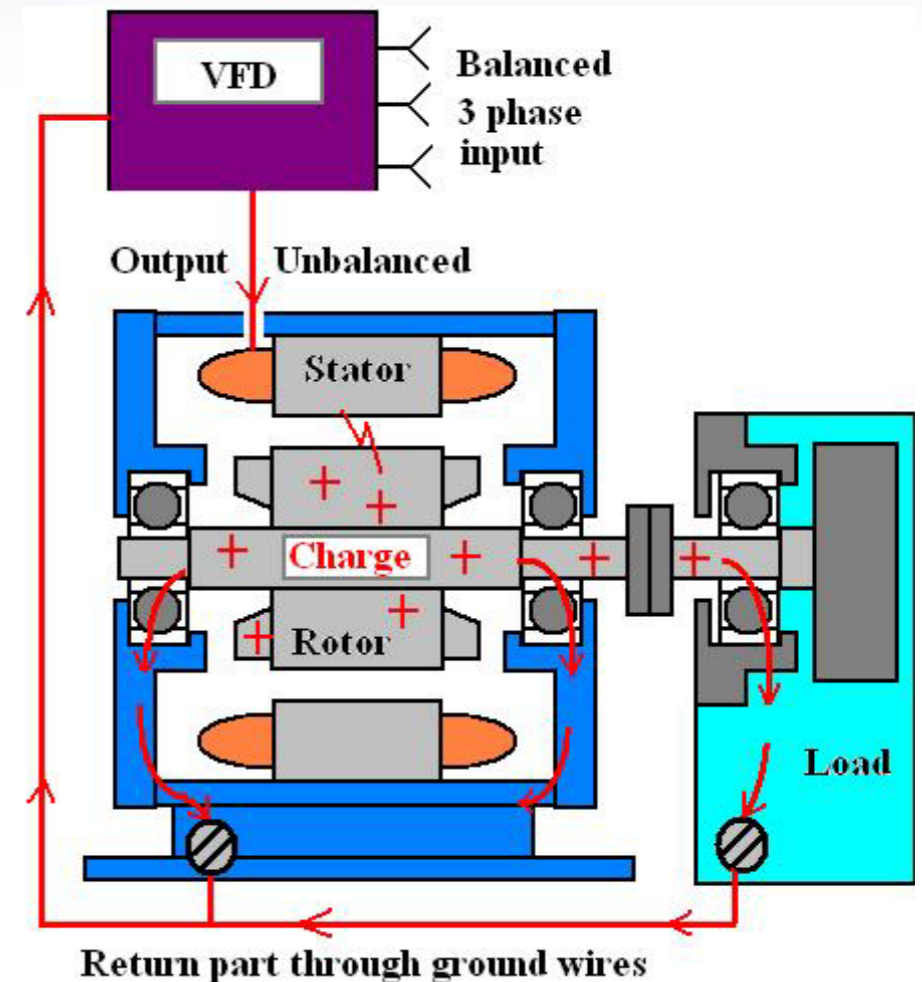 VFD
Balanced
3 phase
input
Output Unbalanced
Stator
Charge
Rotor
Load
Return part through ground wires